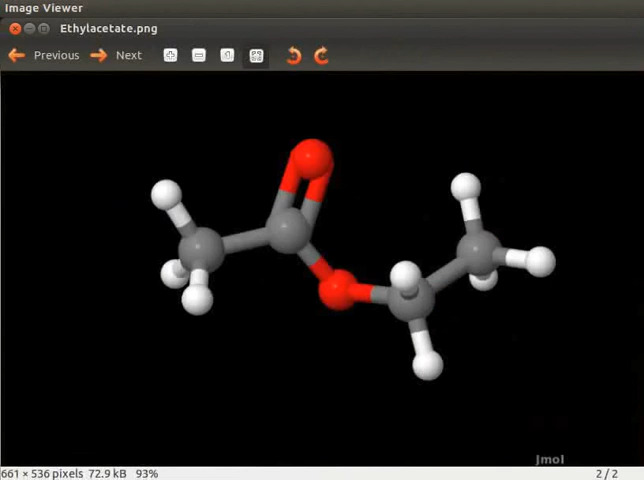 Image Viewer
Ethylacetate.png
Previous Next
Jmol
661 × 536 pixels 72.9 kB 93% 2 / 2